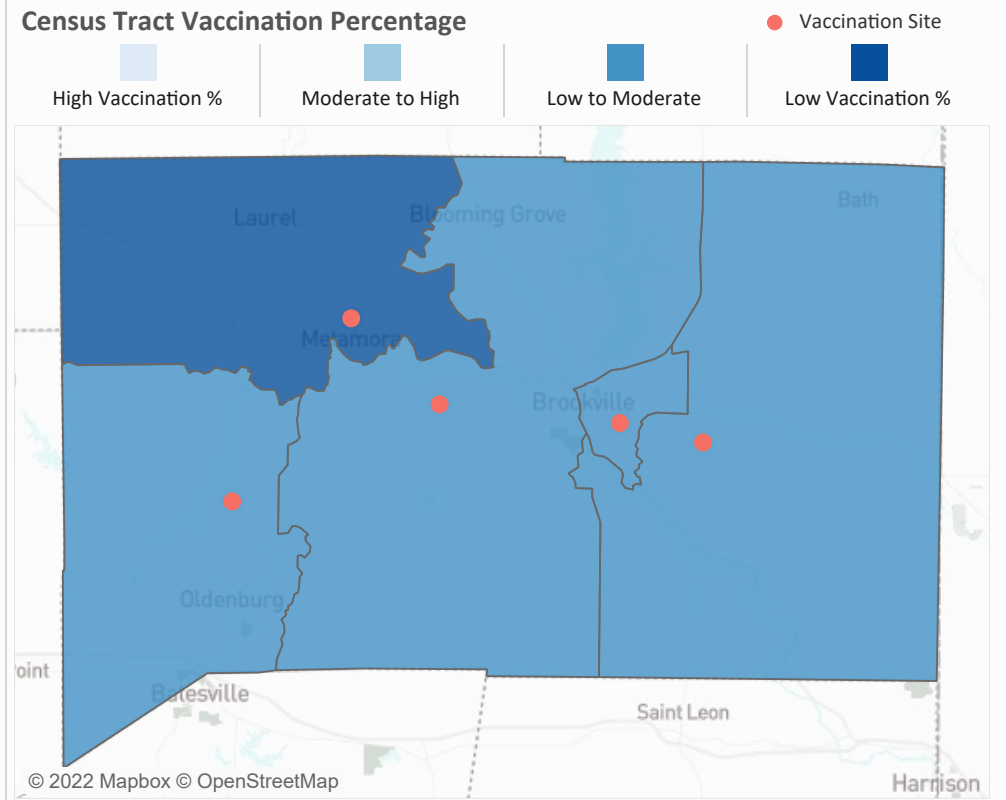 Census Tract Vaccination Percentage
Vaccination Site
High Vaccination %
Moderate to High
Low to Moderate
Low Vaccination %
Bath
Laurel
Blooming Grove
Metamora
Brookville
Oldenburg
oint
Batesville
Saint Leon
© 2022 Mapbox © OpenStreetMap
Harrison